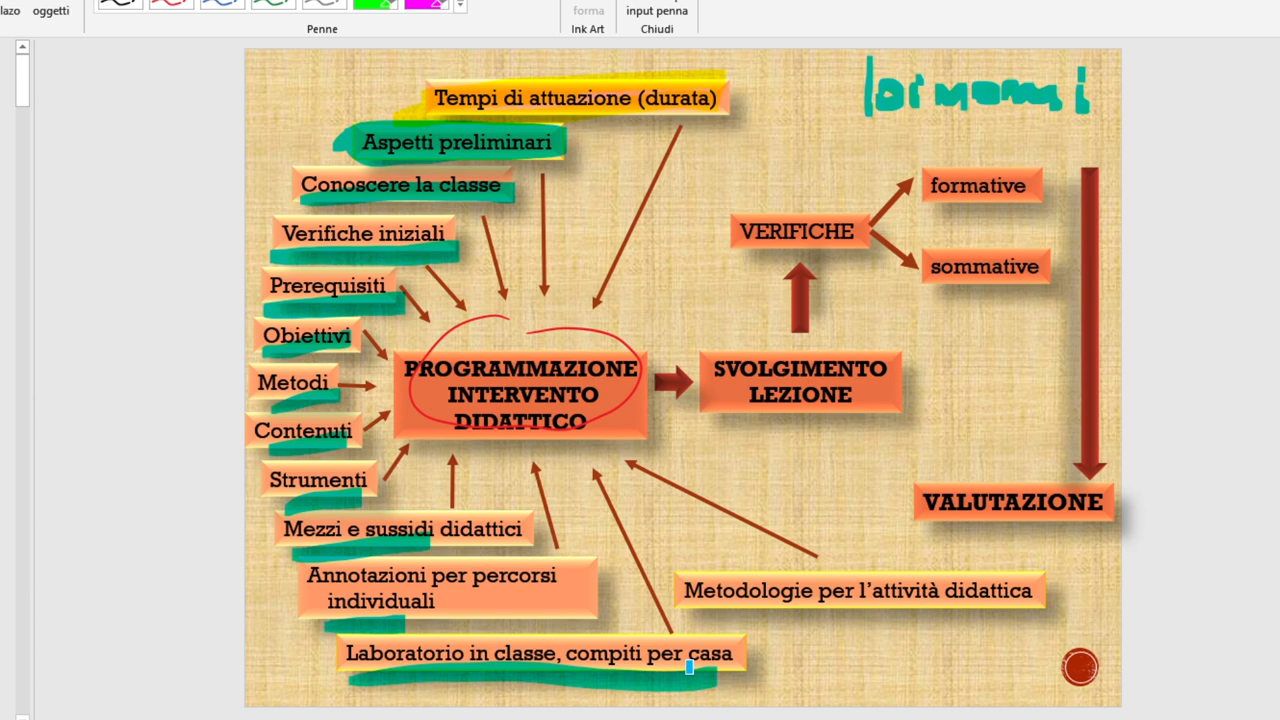 lazo
oggetti
forma
input penna
Penne
Ink Art
Chiudi
Tempi di attuazione (durata)
Aspetti preliminari
Conoscere la classe
Verifiche iniziali
Prerequisiti
Obiettivi
Metodi
Contenuti
Strumenti
Mezzi e sussidi didattici
Annotazioni per percorsi
individuali
Laboratorio in classe, compiti per casa
PROGRAMMAZIONE
INTERVENTO
DIDATTICO
SVOLGIMENTO
LEZIONE
VERIFICHE
formative
sommative
VALUTAZIONE
Metodologie per l'attività didattica